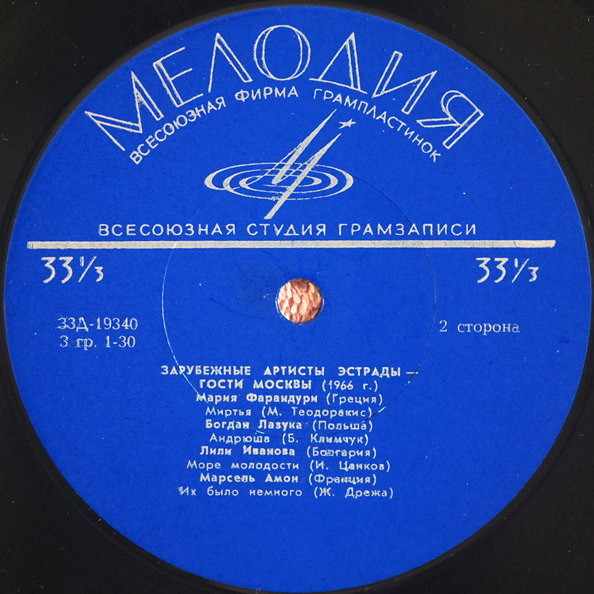 МЕЛОДИЯ
ВСЕСОЮЗНАЯ ФИРМА ГРАМПЛАСТИНОК
ВСЕСОЮЗНАЯ СТУДИЯ ГРАМЗАПИСИ
33⅓ 33⅓
33Д-19340
3 гр. 1-30
2 сторона
ЗАРУБЕЖНЫЕ АРТИСТЫ ЭСТРАДЫ —
ГОСТИ МОСКВЫ (1966 г.)
Мария Фарандури (Греция)
Миртья (М. Теодоракис)
Богдан Лазука (Польша)
Андрюша (Б. Климчук)
Лили Иванова (Болгария)
Море молодости (И. Цанков)
Марсель Амон (Франция)
Их было немного (Ж. Дрежа)